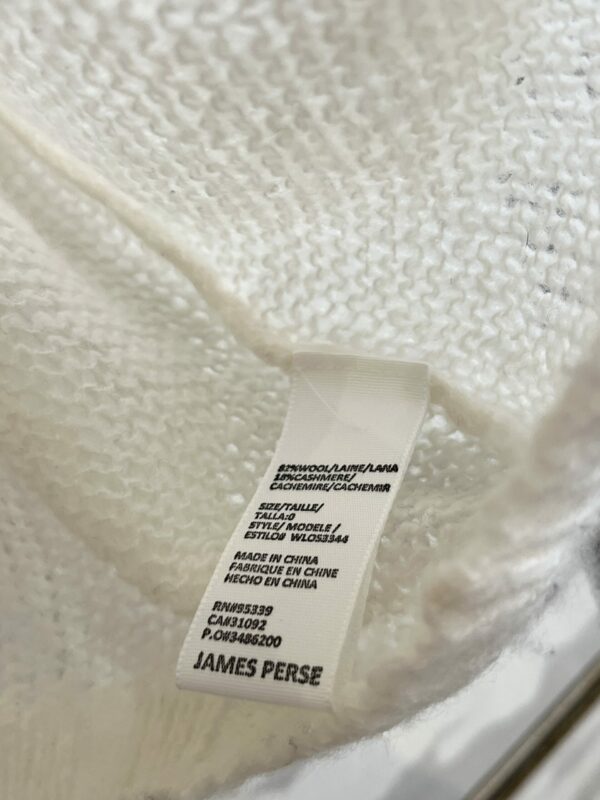 82%WOOL/LAINE/LANA
18%CASHMERE/
CACHEMIRE/CACHEMIR
SIZE/TAILLE/
TALLA:0
STYLE/ MODELE /
ESTILO# WLOS3344
MADE IN CHINA
FABRIQUE EN CHINE
HECHO EN CHINA
RN#95339
CA#31092
P.O#3486200
JAMES PERSE